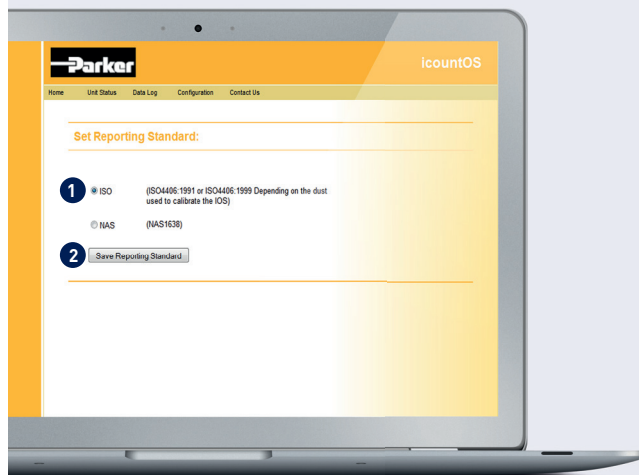 Parker
icountOS
Home Unit Status Data Log Configuration Contact Us
Set Reporting Standard:
1 ISO (ISO4406:1991 or ISO4406:1999 Depending on the dust
used to calibrate the IOS)
NAS (NAS1638)
2 Save Reporting Standard